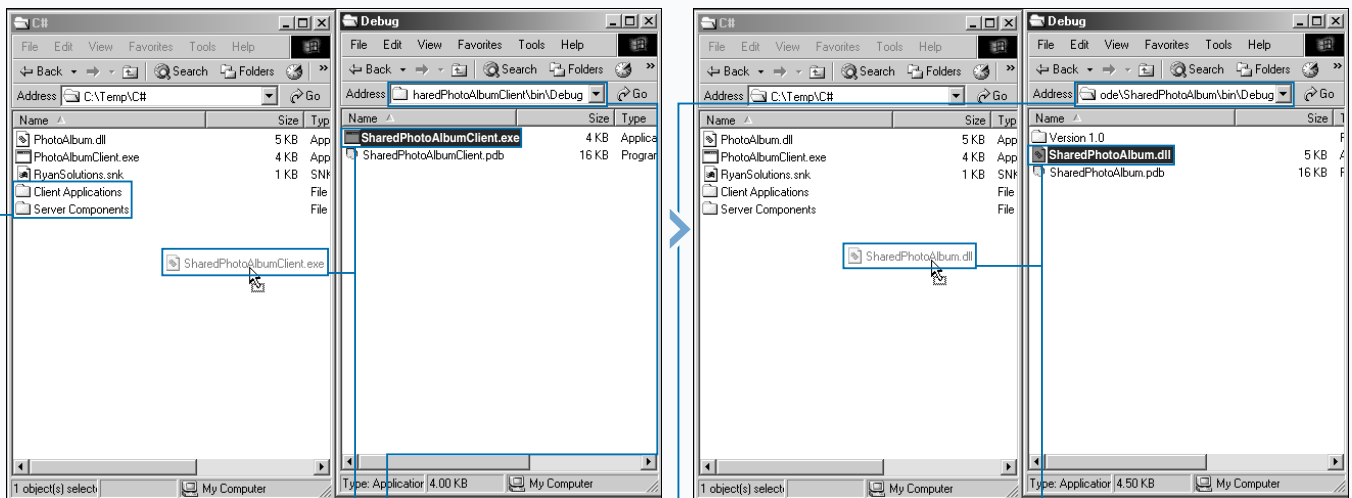 C#
File Edit View Favorites Tools Help
Back Search Folders »
Address C:\Temp\C# Go
Name Size Typ
PhotoAlbum.dll 5 KB App
PhotoAlbumClient.exe 4 KB App
RyanSolutions.snk 1 KB SNK
Client Applications File
Server Components File
SharedPhotoAlbumClient.exe
1 object(s) selecte My Computer
Debug
File Edit View Favorites Tools Help
Back Search Folders »
Address haredPhotoAlbumClient\bin\Debug Go
Name Size Type
SharedPhotoAlbumClient.exe 4 KB Applica
SharedPhotoAlbumClient.pdb 16 KB Program
Type: Application 4.00 KB My Computer
C#
File Edit View Favorites Tools Help
Back Search Folders »
Address C:\Temp\C# Go
Name Size Typ
PhotoAlbum.dll 5 KB App
PhotoAlbumClient.exe 4 KB App
RyanSolutions.snk 1 KB SNK
Client Applications File
Server Components File
SharedPhotoAlbum.dll
1 object(s) selecte My Computer
Debug
File Edit View Favorites Tools Help
Back Search Folders »
Address ode\SharedPhotoAlbum\bin\Debug Go
Name Size T
Version 1.0 F
SharedPhotoAlbum.dll 5 KB A
SharedPhotoAlbum.pdb 16 KB P
Type: Application 4.50 KB My Computer